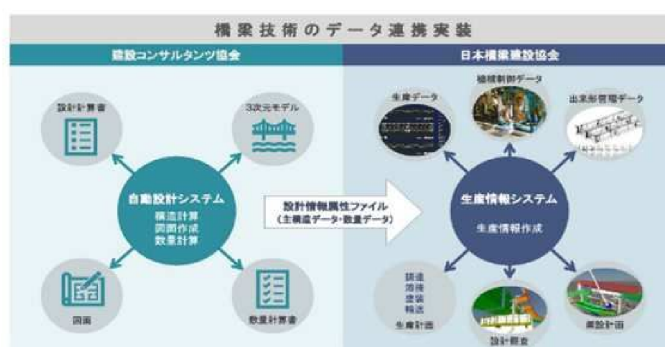 橋梁技術のデータ連携実装
建設コンサルタンツ協会
日本橋梁建設協会
設計計算書
3次元モデル
自動設計システム
構造計算
図面作成
数量計算
図面
数量計算書
設計情報属性ファイル
(主構造データ・数量データ)
生産データ
機械制御データ
出来形管理データ
生産情報システム
生産情報作成
鋳造
溶接
塗装
輸送
生産計画
設計照査
架設計画